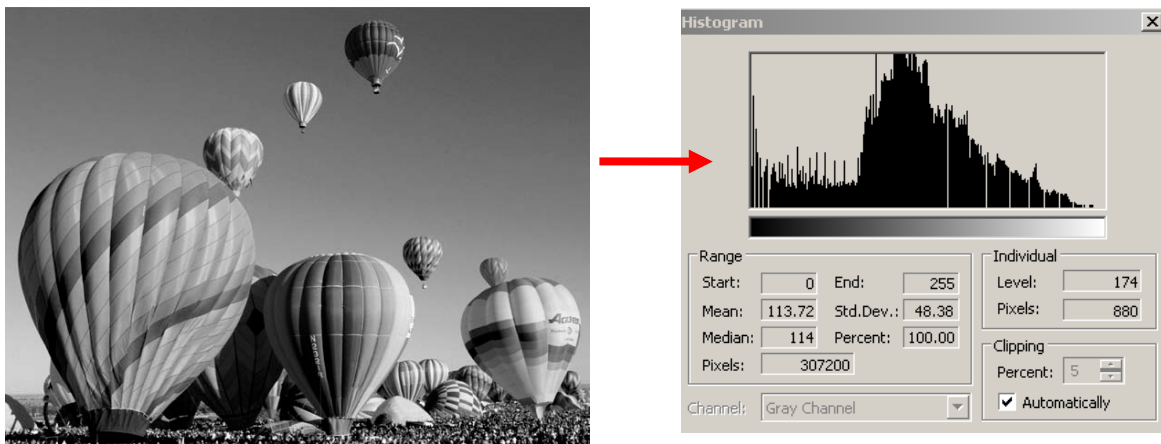 Histogram
Range
Start: 0 End: 255
Mean: 113.72 Std.Dev.: 48.38
Median: 114 Percent: 100.00
Pixels: 307200
Individual
Level: 174
Pixels: 880
Clipping
Percent: 5
Automatically
Channel: Gray Channel